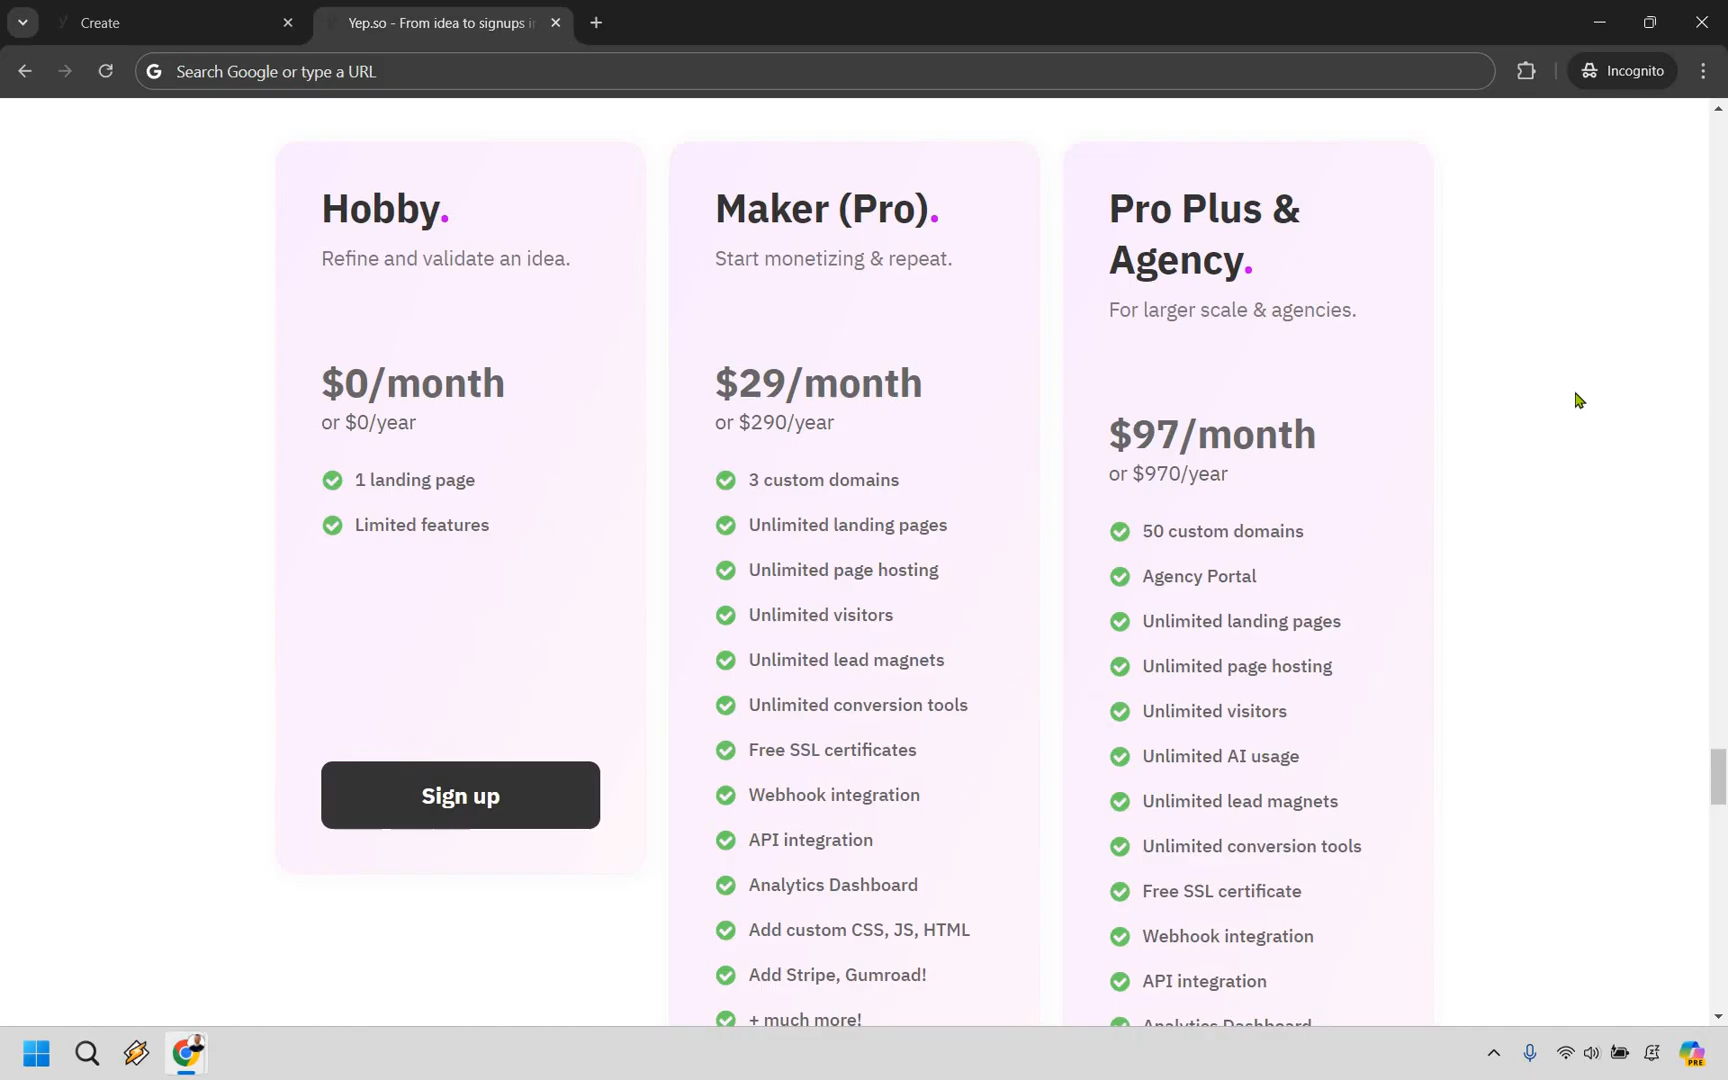 Create
Yep.so - From idea to signups i
Search Google or type a URL
Incognito
Hobby.
Refine and validate an idea.
$0/month
or $0/year
1 landing page
Limited features
Sign up
Maker (Pro).
Start monetizing & repeat.
$29/month
or $290/year
3 custom domains
Unlimited landing pages
Unlimited page hosting
Unlimited visitors
Unlimited lead magnets
Unlimited conversion tools
Free SSL certificates
Webhook integration
API integration
Analytics Dashboard
Add custom CSS, JS, HTML
Add Stripe, Gumroad!
+ much more!
Pro Plus &
Agency.
For larger scale & agencies.
$97/month
or $970/year
50 custom domains
Agency Portal
Unlimited landing pages
Unlimited page hosting
Unlimited visitors
Unlimited AI usage
Unlimited lead magnets
Unlimited conversion tools
Free SSL certificate
Webhook integration
API integration
Analytics Dashboard
PRE